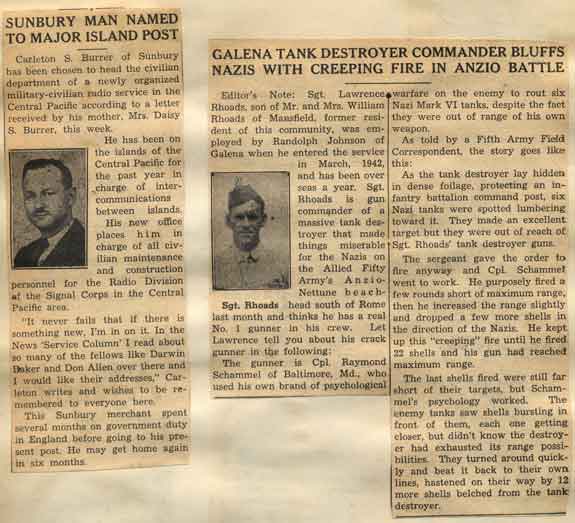 SUNBURY MAN NAMED
TO MAJOR ISLAND POST
Carleton S. Burrer of Sunbury
has been chosen to head the civilian
department of a newly organized
military-civilian radio service in the
Central Pacific according to a letter
received by his mother, Mrs. Daisy
S. Burrer, this week.
He has been on
the islands of the
Central Pacific for
the past year in
charge of inter-
communications
between islands.
His new office
places him in
charge of all civ-
ilian maintenance
and construction
personnel for the Radio Division
of the Signal Corps in the Central
Pacific area.
"It never fails that if there is
something new, I'm in on it. In the
News 'Service Column' I read about
so many of the fellows like Darwin
Baker and Don Allen over there and
I would like their addresses," Car-
leton writes and wishes to be re-
membered to everyone here.
This Sunbury merchant spent
several months on government duty
in England before going to his pre-
sent post. He may get home again
in six months.
GALENA TANK DESTROYER COMMANDER BLUFFS
NAZIS WITH CREEPING FIRE IN ANZIO BATTLE
Editor's Note: Sgt. Lawrence
Rhoads, son of Mr. and Mrs. William
Rhoads of Mansfield, former resi-
dent of this community, was em-
ployed by Randolph Johnson of
Galena when he entered the service
in March, 1942,
and has been over
seas a year. Sgt.
Rhoads is gun
commander of a
massive tank des-
troyer that made
things miserable
for the Nazis on
the Allied Fifty
Army's Anzio-
Nettune beach-
Sgt. Rhoads head south of Rome
last month and thinks he has a real
No. 1 gunner in his crew. Let
Lawrence tell you about his crack
gunner in the following:
The gunner is Cpl. Raymond
Schammel of Baltimore, Md., who
used his own brand of psychological
warfare on the enemy to rout six
Nazi Mark VI tanks, despite the fact
they were out of range of his own
weapon.
As told by a Fifth Army Field
Correspondent, the story goes like
this:
As the tank destroyer lay hidden
in dense foliage, protecting an in-
fantry battalion command post, six
Nazi tanks were spotted lumbering
toward it. They made an excellent
target but they were out of reach of
Sgt. Rhoads' tank destroyer guns.
The sergeant gave the order to
fire anyway and Cpl. Schammel
went to work. He purposely fired a
few rounds short of maximum range,
then he increased the range slightly
and dropped a few more shells in
the direction of the Nazis. He kept
up this "creeping" fire until he fired
22 shells and his gun had reached
maximum range.
The last shells fired were still far
short of their targets, but Scham-
mel's psychology worked. The
enemy tanks saw shells bursting in
front of them, each one getting
closer, but didn't know the destroy-
er had exhausted its range possi-
bilities. They turned around quick-
ly and beat it back to their own
lines, hastened on their way by 12
more shells belched from the tank
destroyer.